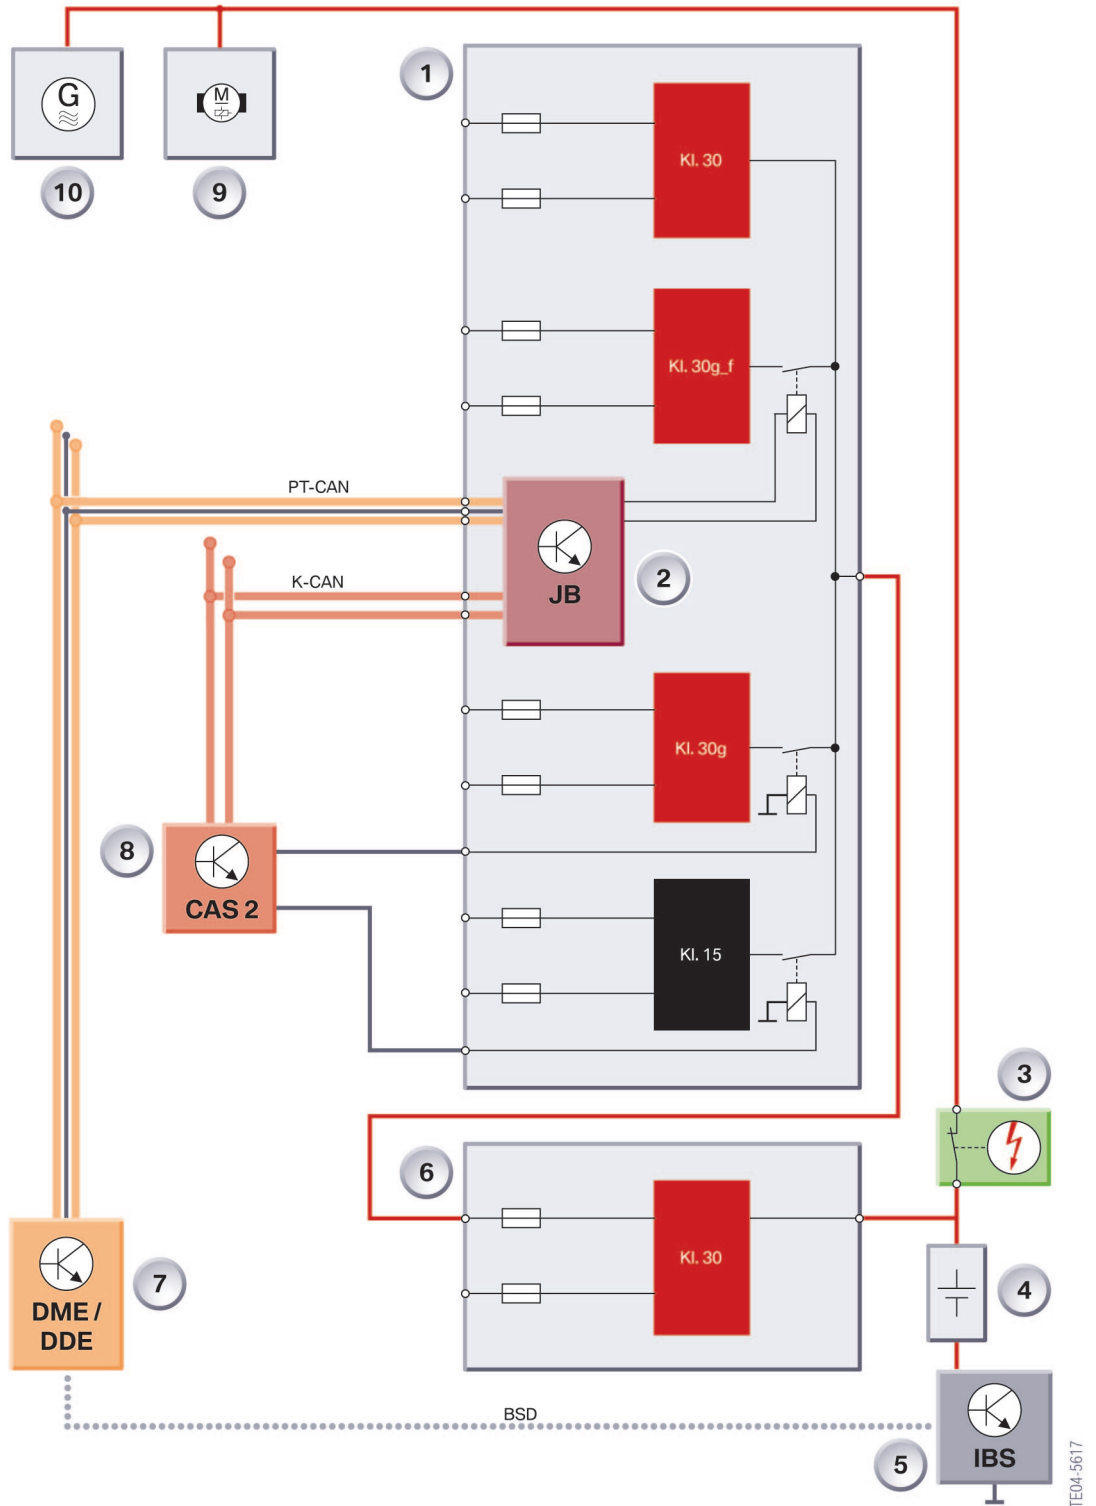 1
G
M
10
9
Kl. 30
Kl. 30g_f
PT-CAN
K-CAN
JB
2
Kl. 30g
8
CAS 2
Kl. 15
3
6
Kl. 30
7
DME /
DDE
4
BSD
5
IBS
TE04-5617